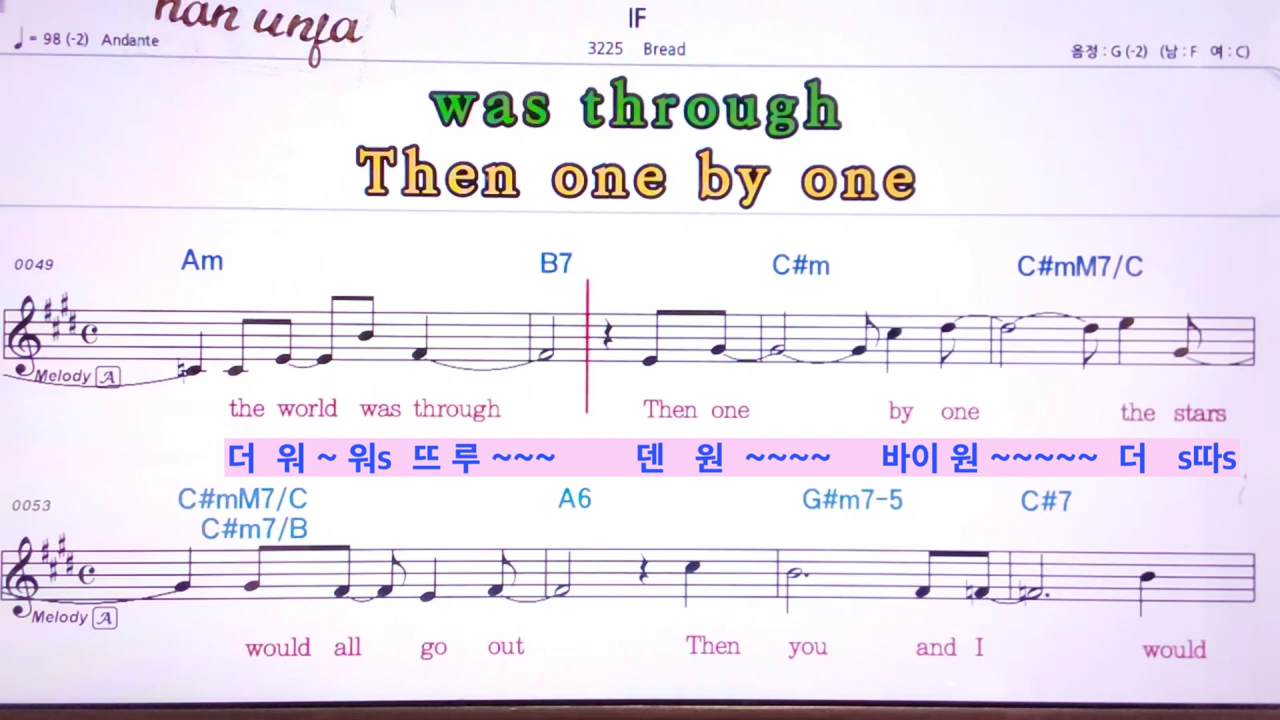 han unfa
IF
♩= 98 (-2) Andante
3225 Bread
음정 : G (-2) (남 : F 여 : C)
was through
Then one by one
0049 Am B7 C#m C#mM7/C
Melody A
the world was through Then one by one the stars
더 워 ~ 워s 뜨 루 ~~~ 덴 원 ~~~~ 바이 원 ~~~~~ 더 s따s
0053 C#mM7/C A6 G#m7-5 C#7
C#m7/B
Melody A
would all go out Then you and I would